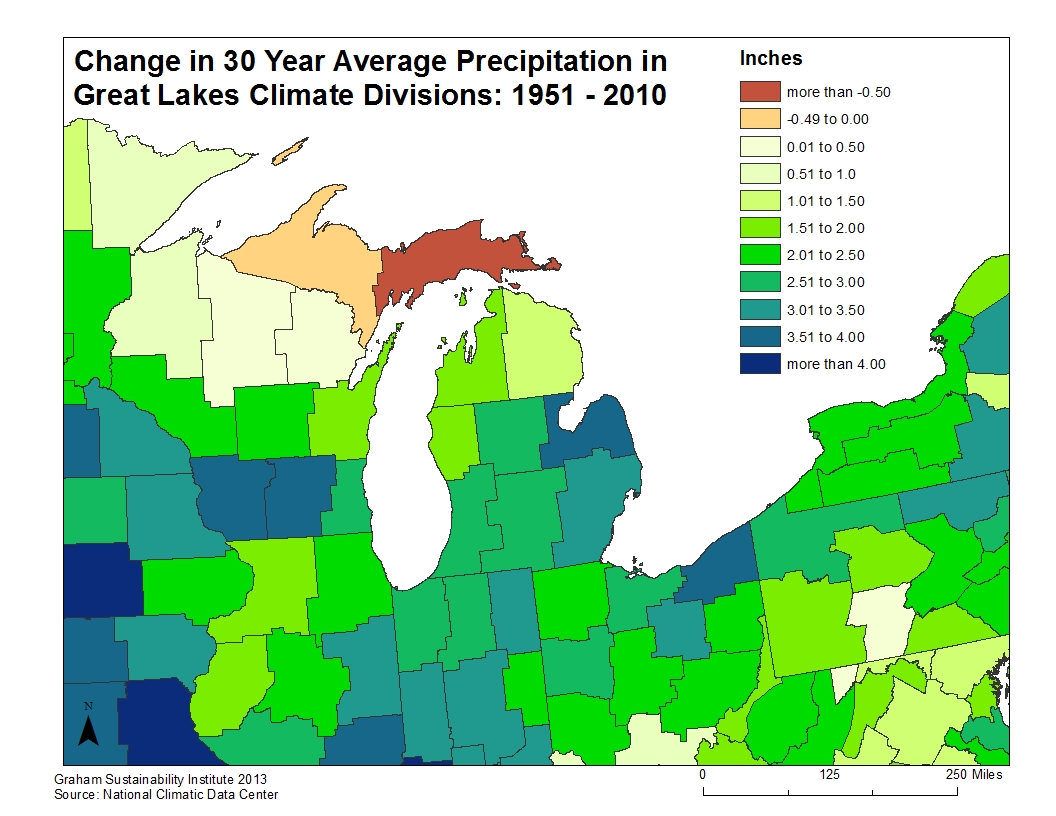 Change in 30 Year Average Precipitation in
Great Lakes Climate Divisions: 1951 - 2010
Inches
more than -0.50
-0.49 to 0.00
0.01 to 0.50
0.51 to 1.0
1.01 to 1.50
1.51 to 2.00
2.01 to 2.50
2.51 to 3.00
3.01 to 3.50
3.51 to 4.00
more than 4.00
N
Graham Sustainability Institute 2013
Source: National Climatic Data Center
0 125 250 Miles